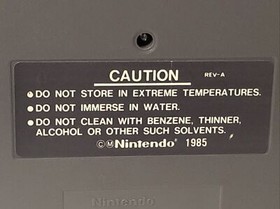 CAUTION REV-A
●DO NOT STORE IN EXTREME TEMPERATURES.
●DO NOT IMMERSE IN WATER.
●DO NOT CLEAN WITH BENZENE, THINNER,
ALCOHOL OR OTHER SUCH SOLVENTS.
©Ⓜ Nintendo® 1985
Nintendo